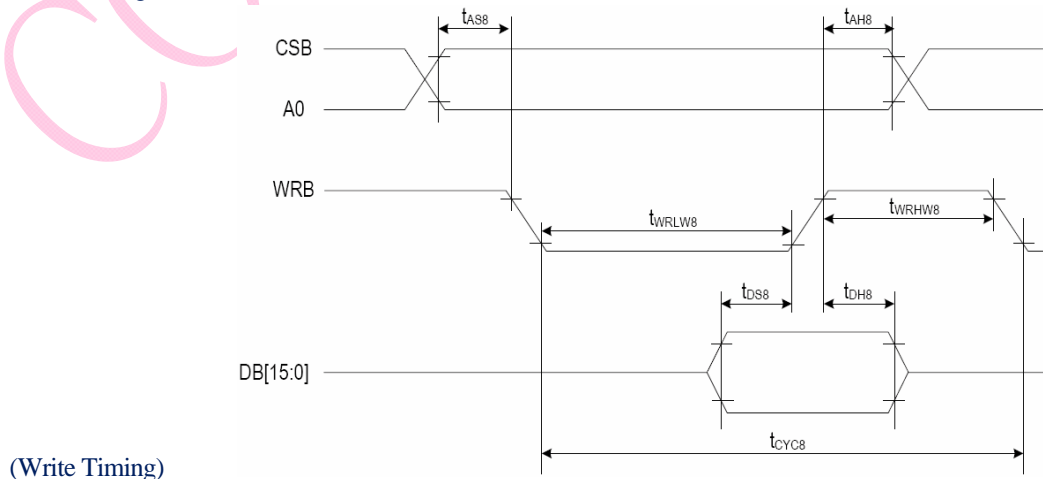 tAS8 tAH8
CSB
A0
WRB
tWRLW8 tWRHW8
tDS8 tDH8
DB[15:0]
tCYC8
(Write Timing)